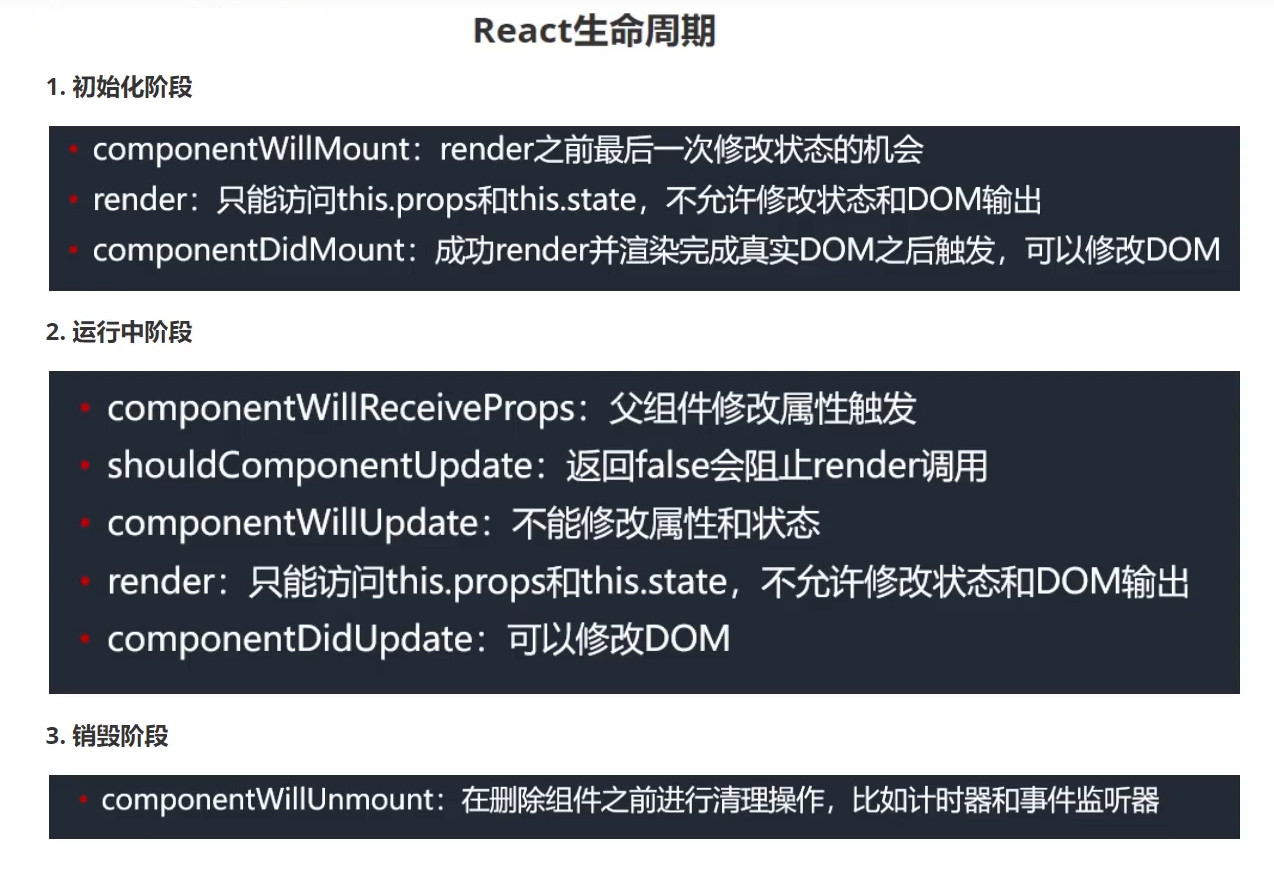 React生命周期
1. 初始化阶段
• componentWillMount：render之前最后一次修改状态的机会
• render：只能访问this.props和this.state，不允许修改状态和DOM输出
• componentDidMount：成功render并渲染完成真实DOM之后触发，可以修改DOM
2. 运行中阶段
• componentWillReceiveProps：父组件修改属性触发
• shouldComponentUpdate：返回false会阻止render调用
• componentWillUpdate：不能修改属性和状态
• render：只能访问this.props和this.state，不允许修改状态和DOM输出
• componentDidUpdate：可以修改DOM
3. 销毁阶段
• componentWillUnmount：在删除组件之前进行清理操作，比如计时器和事件监听器